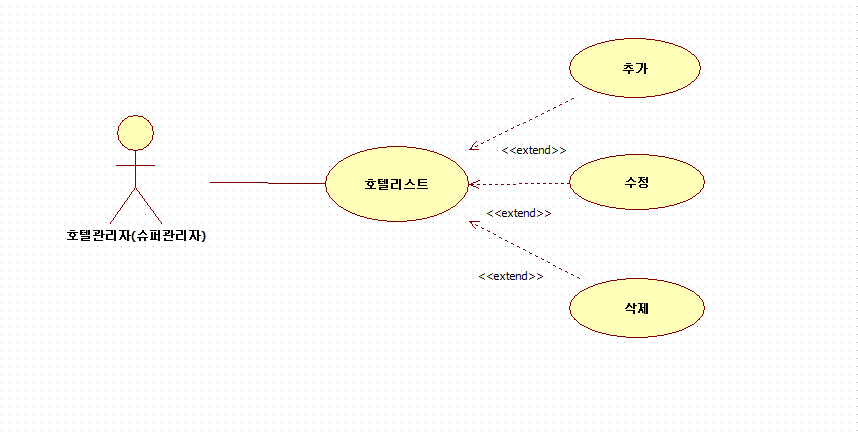 추가
<<extend>>
호텔리스트
수정
<<extend>>
호텔관리자(슈퍼관리자)
<<extend>>
삭제